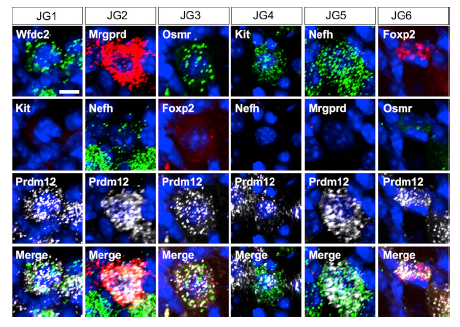 JG1 JG2 JG3 JG4 JG5 JG6
Wfdc2 Mrgprd Osmr Kit Nefh Foxp2
Kit Nefh Foxp2 Nefh Mrgprd Osmr
Prdm12 Prdm12 Prdm12 Prdm12 Prdm12 Prdm12
Merge Merge Merge Merge Merge Merge